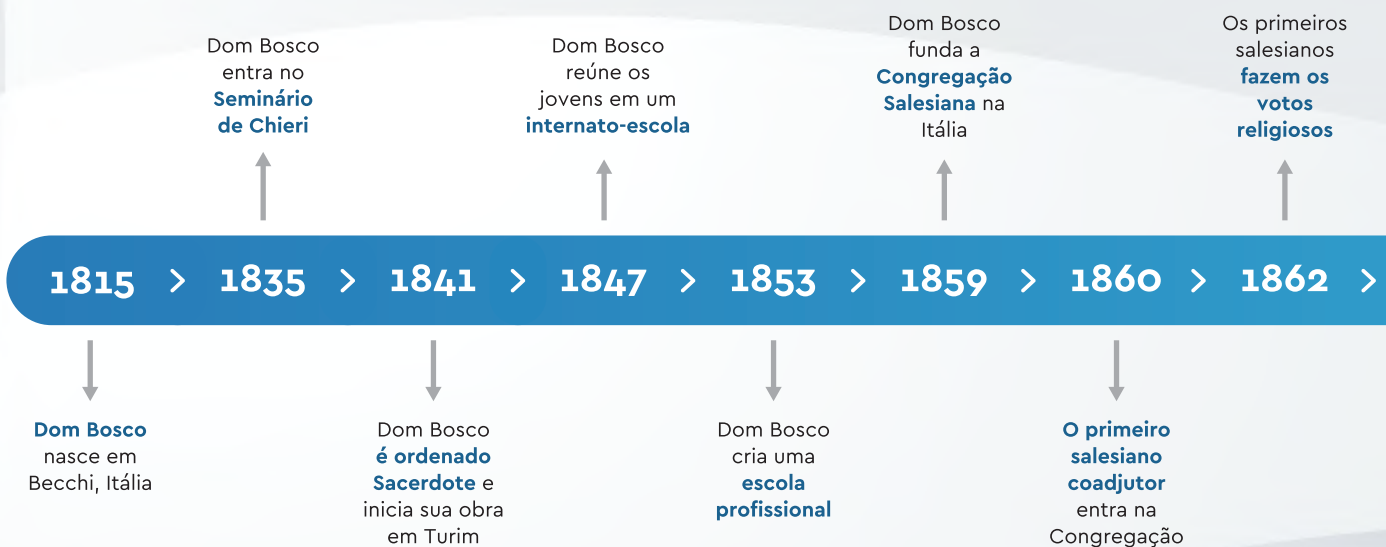 Dom Bosco
entra no
Seminário
de Chieri
Dom Bosco
reúne os
jovens em um
internato-escola
Dom Bosco
funda a
Congregação
Salesiana na
Itália
Os primeiros
salesianos
fazem os
votos
religiosos
1815 > 1835 > 1841 > 1847 > 1853 > 1859 > 1860 > 1862 >
Dom Bosco
nasce em
Becchi, Itália
Dom Bosco
é ordenado
Sacerdote e
inicia sua obra
em Turim
Dom Bosco
cria uma
escola
profissional
O primeiro
salesiano
coadjutor
entra na
Congregação